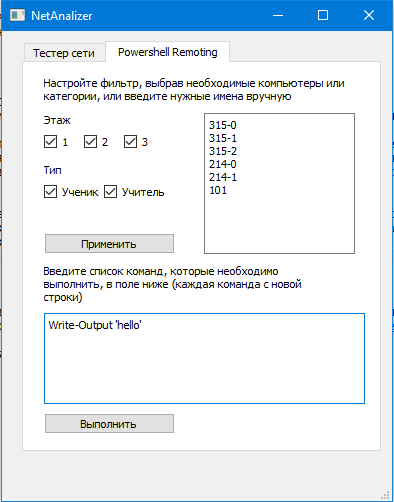 NetAnalizer
Тестер сети
Powershell Remoting
Настройте фильтр, выбрав необходимые компьютеры или
категории, или введите нужные имена вручную
Этаж
1 2 3
Тип
Ученик Учитель
315-0
315-1
315-2
214-0
214-1
101
Применить
Введите список команд, которые необходимо
выполнить, в поле ниже (каждая команда с новой
строки)
Write-Output 'hello'
Выполнить